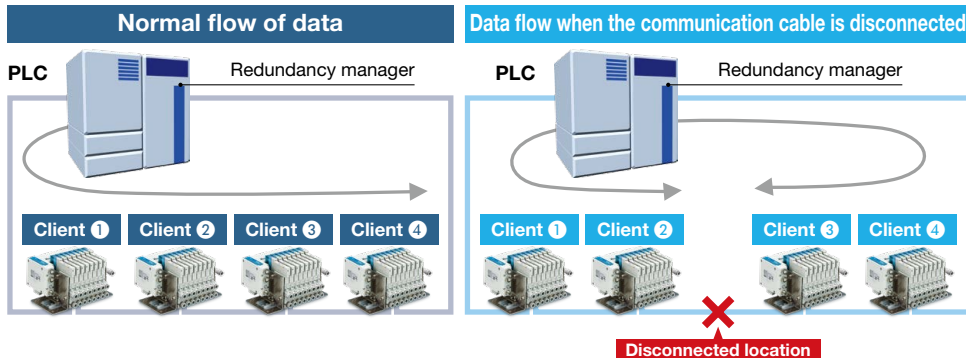 Normal flow of data
PLC
Redundancy manager
Client ①
Client ②
Client ③
Client ④
Data flow when the communication cable is disconnected
PLC
Redundancy manager
Client ①
Client ②
Client ③
Client ④
Disconnected location